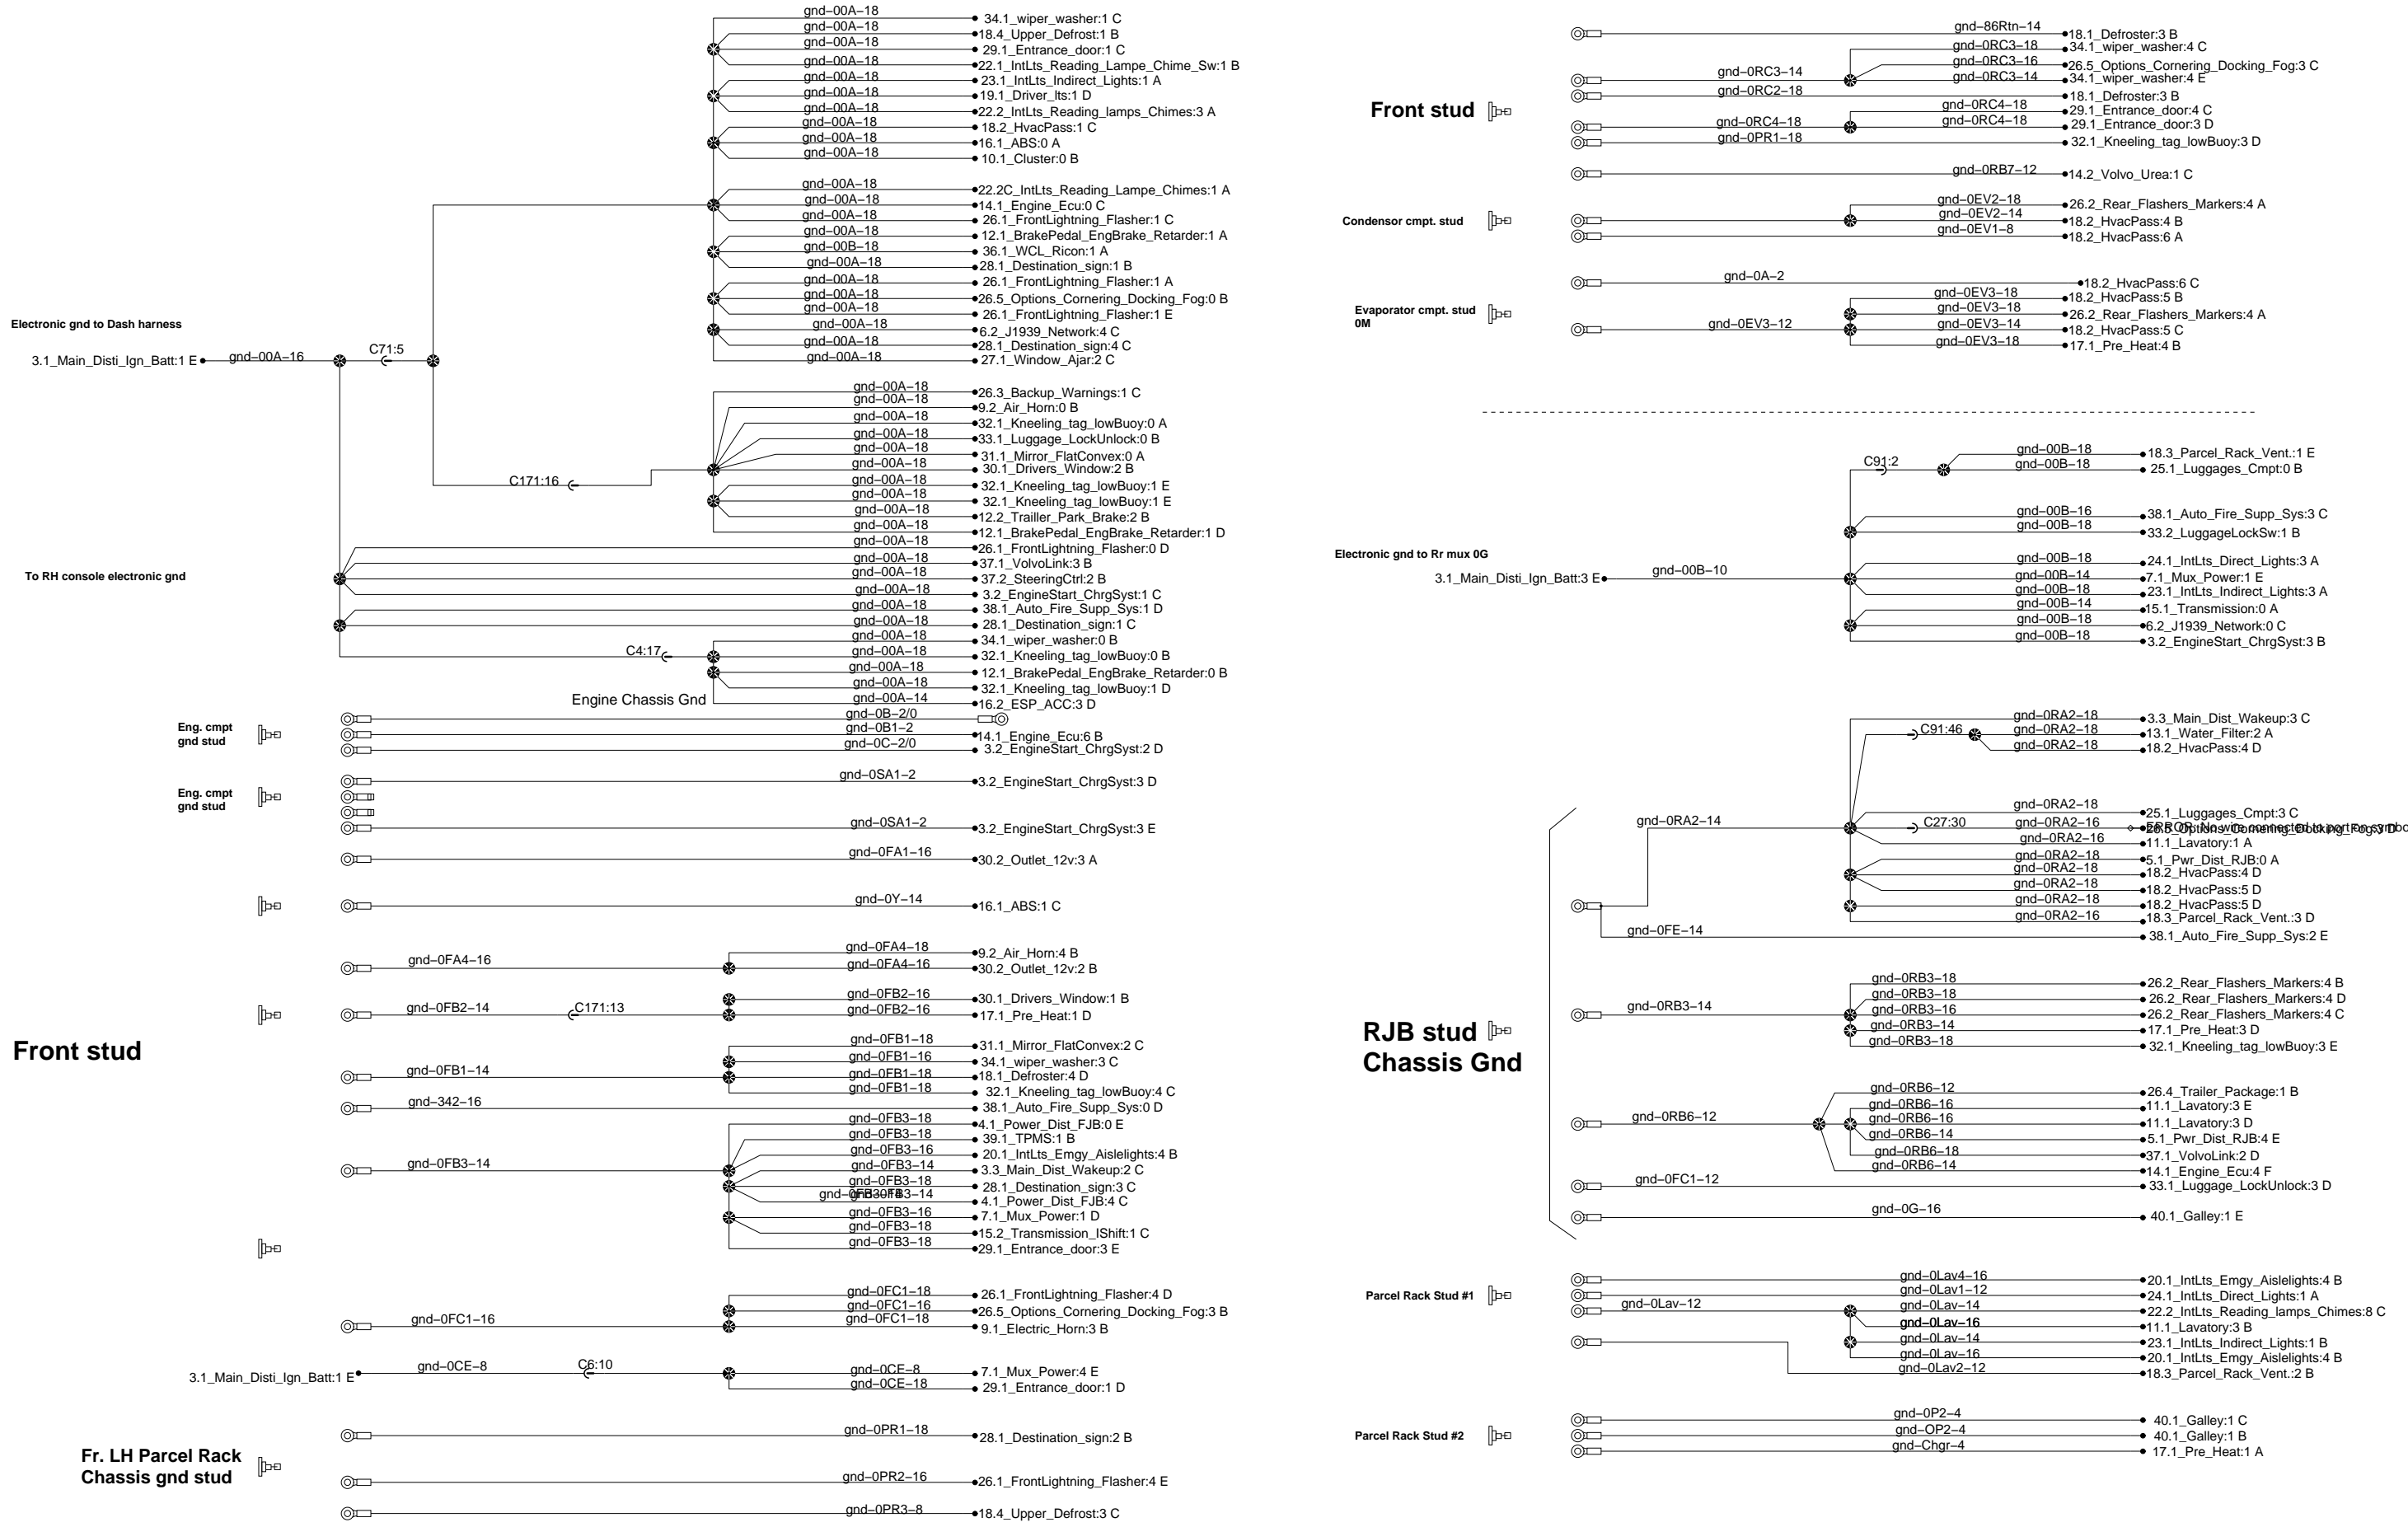 gnd-00A-18
34.1_wiper_washer:1 C
gnd-00A-18
18.4_Upper_Defrost:1 B
gnd-00A-18
29.1_Entrance_door:1 C
gnd-00A-18
22.1_IntLts_Reading_Lampe_Chime_Sw:1 B
gnd-00A-18
23.1_IntLts_Indirect_Lights:1 A
gnd-00A-18
19.1_Driver_lts:1 D
gnd-00A-18
22.2_IntLts_Reading_lamps_Chimes:3 A
gnd-00A-18
18.2_HvacPass:1 C
gnd-00A-18
16.1_ABS:0 A
gnd-00A-18
10.1_Cluster:0 B
gnd-00A-18
22.2C_IntLts_Reading_Lampe_Chimes:1 A
gnd-00A-18
14.1_Engine_Ecu:0 C
gnd-00A-18
26.1_FrontLightning_Flasher:1 C
gnd-00A-18
12.1_BrakePedal_EngBrake_Retarder:1 A
gnd-00B-18
36.1_WCL_Ricon:1 A
gnd-00A-18
28.1_Destination_sign:1 B
gnd-00A-18
26.1_FrontLightning_Flasher:1 A
gnd-00A-18
26.5_Options_Cornering_Docking_Fog:0 B
gnd-00A-18
26.1_FrontLightning_Flasher:1 E
gnd-00A-18
6.2_J1939_Network:4 C
gnd-00A-18
28.1_Destination_sign:4 C
gnd-00A-18
27.1_Window_Ajar:2 C
Electronic gnd to Dash harness
3.1_Main_Disti_Ign_Batt:1 E
gnd-00A-16
C71:5
gnd-00A-18
26.3_Backup_Warnings:1 C
gnd-00A-18
9.2_Air_Horn:0 B
gnd-00A-18
32.1_Kneeling_tag_lowBuoy:0 A
gnd-00A-18
33.1_Luggage_LockUnlock:0 B
gnd-00A-18
31.1_Mirror_FlatConvex:0 A
gnd-00A-18
30.1_Drivers_Window:2 B
C171:16
gnd-00A-18
32.1_Kneeling_tag_lowBuoy:1 E
gnd-00A-18
32.1_Kneeling_tag_lowBuoy:1 E
gnd-00A-18
12.2_Trailler_Park_Brake:2 B
gnd-00A-18
12.1_BrakePedal_EngBrake_Retarder:1 D
gnd-00A-18
26.1_FrontLightning_Flasher:0 D
gnd-00A-18
37.1_VolvoLink:3 B
To RH console electronic gnd
gnd-00A-18
37.2_SteeringCtrl:2 B
gnd-00A-18
3.2_EngineStart_ChrgSyst:1 C
gnd-00A-18
38.1_Auto_Fire_Supp_Sys:1 D
gnd-00A-18
28.1_Destination_sign:1 C
gnd-00A-18
34.1_wiper_washer:0 B
C4:17
gnd-00A-18
32.1_Kneeling_tag_lowBuoy:0 B
gnd-00A-18
12.1_BrakePedal_EngBrake_Retarder:0 B
gnd-00A-18
32.1_Kneeling_tag_lowBuoy:1 D
Engine Chassis Gnd
gnd-00A-14
16.2_ESP_ACC:3 D
Eng. cmpt
gnd stud
gnd-0B-2/0
gnd-0B1-2
14.1_Engine_Ecu:6 B
gnd-0C-2/0
3.2_EngineStart_ChrgSyst:2 D
Eng. cmpt
gnd stud
gnd-0SA1-2
3.2_EngineStart_ChrgSyst:3 D
gnd-0SA1-2
3.2_EngineStart_ChrgSyst:3 E
gnd-0FA1-16
30.2_Outlet_12v:3 A
gnd-0Y-14
16.1_ABS:1 C
Front stud
gnd-0FA4-16
gnd-0FA4-18
9.2_Air_Horn:4 B
gnd-0FA4-16
30.2_Outlet_12v:2 B
gnd-0FB2-14
C171:13
gnd-0FB2-16
30.1_Drivers_Window:1 B
gnd-0FB2-16
17.1_Pre_Heat:1 D
gnd-0FB1-14
gnd-0FB1-18
31.1_Mirror_FlatConvex:2 C
gnd-0FB1-16
34.1_wiper_washer:3 C
gnd-0FB1-18
18.1_Defroster:4 D
gnd-0FB1-18
32.1_Kneeling_tag_lowBuoy:4 C
gnd-342-16
38.1_Auto_Fire_Supp_Sys:0 D
gnd-0FB3-14
gnd-0FB3-18
4.1_Power_Dist_FJB:0 E
gnd-0FB3-18
39.1_TPMS:1 B
gnd-0FB3-16
20.1_IntLts_Emgy_Aislelights:4 B
gnd-0FB3-14
3.3_Main_Dist_Wakeup:2 C
gnd-0FB3-18
28.1_Destination_sign:3 C
gnd-0FB3-14
4.1_Power_Dist_FJB:4 C
gnd-0FB3-16
7.1_Mux_Power:1 D
gnd-0FB3-18
15.2_Transmission_IShift:1 C
gnd-0FB3-18
29.1_Entrance_door:3 E
gnd-0FC1-16
gnd-0FC1-18
26.1_FrontLightning_Flasher:4 D
gnd-0FC1-16
26.5_Options_Cornering_Docking_Fog:3 B
gnd-0FC1-18
9.1_Electric_Horn:3 B
3.1_Main_Disti_Ign_Batt:1 E
gnd-0CE-8
C6:10
gnd-0CE-8
7.1_Mux_Power:4 E
gnd-0CE-18
29.1_Entrance_door:1 D
Fr. LH Parcel Rack
Chassis gnd stud
gnd-0PR1-18
28.1_Destination_sign:2 B
gnd-0PR2-16
26.1_FrontLightning_Flasher:4 E
gnd-0PR3-8
18.4_Upper_Defrost:3 C
Front stud
gnd-86Rtn-14
18.1_Defroster:3 B
gnd-0RC3-14
gnd-0RC3-18
34.1_wiper_washer:4 C
gnd-0RC3-16
26.5_Options_Cornering_Docking_Fog:3 C
gnd-0RC3-14
34.1_wiper_washer:4 E
gnd-0RC2-18
18.1_Defroster:3 B
gnd-0RC4-18
gnd-0RC4-18
29.1_Entrance_door:4 C
gnd-0RC4-18
29.1_Entrance_door:3 D
gnd-0PR1-18
32.1_Kneeling_tag_lowBuoy:3 D
gnd-0RB7-12
14.2_Volvo_Urea:1 C
Condensor cmpt. stud
gnd-0EV2-18
26.2_Rear_Flashers_Markers:4 A
gnd-0EV2-14
18.2_HvacPass:4 B
gnd-0EV1-8
18.2_HvacPass:6 A
Evaporator cmpt. stud
0M
gnd-0A-2
18.2_HvacPass:6 C
gnd-0EV3-12
gnd-0EV3-18
18.2_HvacPass:5 B
gnd-0EV3-18
26.2_Rear_Flashers_Markers:4 A
gnd-0EV3-14
18.2_HvacPass:5 C
gnd-0EV3-18
17.1_Pre_Heat:4 B
Electronic gnd to Rr mux 0G
3.1_Main_Disti_Ign_Batt:3 E
gnd-00B-10
C91:2
gnd-00B-18
18.3_Parcel_Rack_Vent.:1 E
gnd-00B-18
25.1_Luggages_Cmpt:0 B
gnd-00B-16
38.1_Auto_Fire_Supp_Sys:3 C
gnd-00B-18
33.2_LuggageLockSw:1 B
gnd-00B-18
24.1_IntLts_Direct_Lights:3 A
gnd-00B-14
7.1_Mux_Power:1 E
gnd-00B-18
23.1_IntLts_Indirect_Lights:3 A
gnd-00B-14
15.1_Transmission:0 A
gnd-00B-18
6.2_J1939_Network:0 C
gnd-00B-18
3.2_EngineStart_ChrgSyst:3 B
RJB stud
Chassis Gnd
gnd-0RA2-14
gnd-0RA2-18
3.3_Main_Dist_Wakeup:3 C
C91:46
gnd-0RA2-18
13.1_Water_Filter:2 A
gnd-0RA2-18
18.2_HvacPass:4 D
gnd-0RA2-18
25.1_Luggages_Cmpt:3 C
C27:30
gnd-0RA2-16
ERROR: No wire connected to port on symbo
26.5_Options_Cornering_Docking_Fog:3 D
gnd-0RA2-16
11.1_Lavatory:1 A
gnd-0RA2-18
5.1_Pwr_Dist_RJB:0 A
gnd-0RA2-18
18.2_HvacPass:4 D
gnd-0RA2-18
18.2_HvacPass:5 D
gnd-0RA2-18
18.2_HvacPass:5 D
gnd-0RA2-16
18.3_Parcel_Rack_Vent.:3 D
gnd-0FE-14
38.1_Auto_Fire_Supp_Sys:2 E
gnd-0RB3-14
gnd-0RB3-18
26.2_Rear_Flashers_Markers:4 B
gnd-0RB3-18
26.2_Rear_Flashers_Markers:4 D
gnd-0RB3-16
26.2_Rear_Flashers_Markers:4 C
gnd-0RB3-14
17.1_Pre_Heat:3 D
gnd-0RB3-18
32.1_Kneeling_tag_lowBuoy:3 E
gnd-0RB6-12
gnd-0RB6-12
26.4_Trailer_Package:1 B
gnd-0RB6-16
11.1_Lavatory:3 E
gnd-0RB6-16
11.1_Lavatory:3 D
gnd-0RB6-14
5.1_Pwr_Dist_RJB:4 E
gnd-0RB6-18
37.1_VolvoLink:2 D
gnd-0RB6-14
14.1_Engine_Ecu:4 F
gnd-0FC1-12
33.1_Luggage_LockUnlock:3 D
gnd-0G-16
40.1_Galley:1 E
Parcel Rack Stud #1
gnd-0Lav4-16
20.1_IntLts_Emgy_Aislelights:4 B
gnd-0Lav1-12
24.1_IntLts_Direct_Lights:1 A
gnd-0Lav-12
gnd-0Lav-14
22.2_IntLts_Reading_lamps_Chimes:8 C
gnd-0Lav-16
11.1_Lavatory:3 B
gnd-0Lav-14
23.1_IntLts_Indirect_Lights:1 B
gnd-0Lav-16
20.1_IntLts_Emgy_Aislelights:4 B
gnd-0Lav2-12
18.3_Parcel_Rack_Vent.:2 B
Parcel Rack Stud #2
gnd-0P2-4
40.1_Galley:1 C
gnd-OP2-4
40.1_Galley:1 B
gnd-Chgr-4
17.1_Pre_Heat:1 A